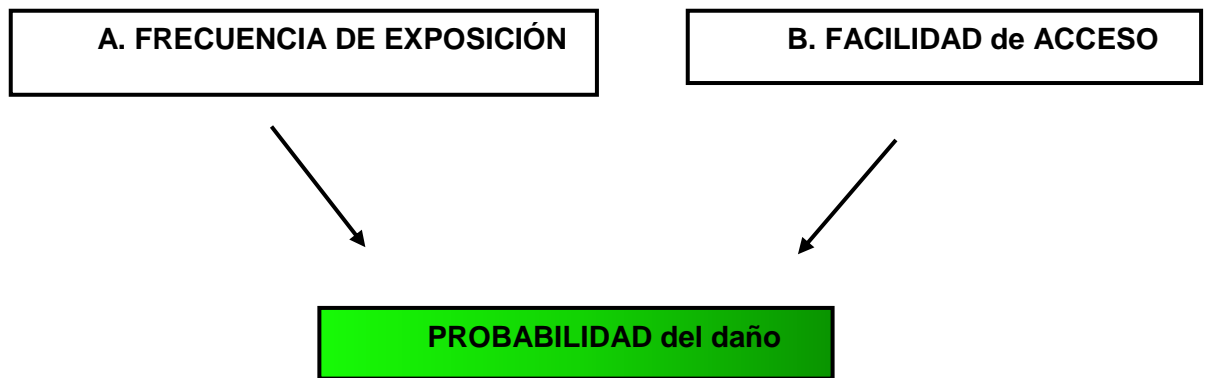 A. FRECUENCIA DE EXPOSICIÓN
B. FACILIDAD de ACCESO
PROBABILIDAD del daño